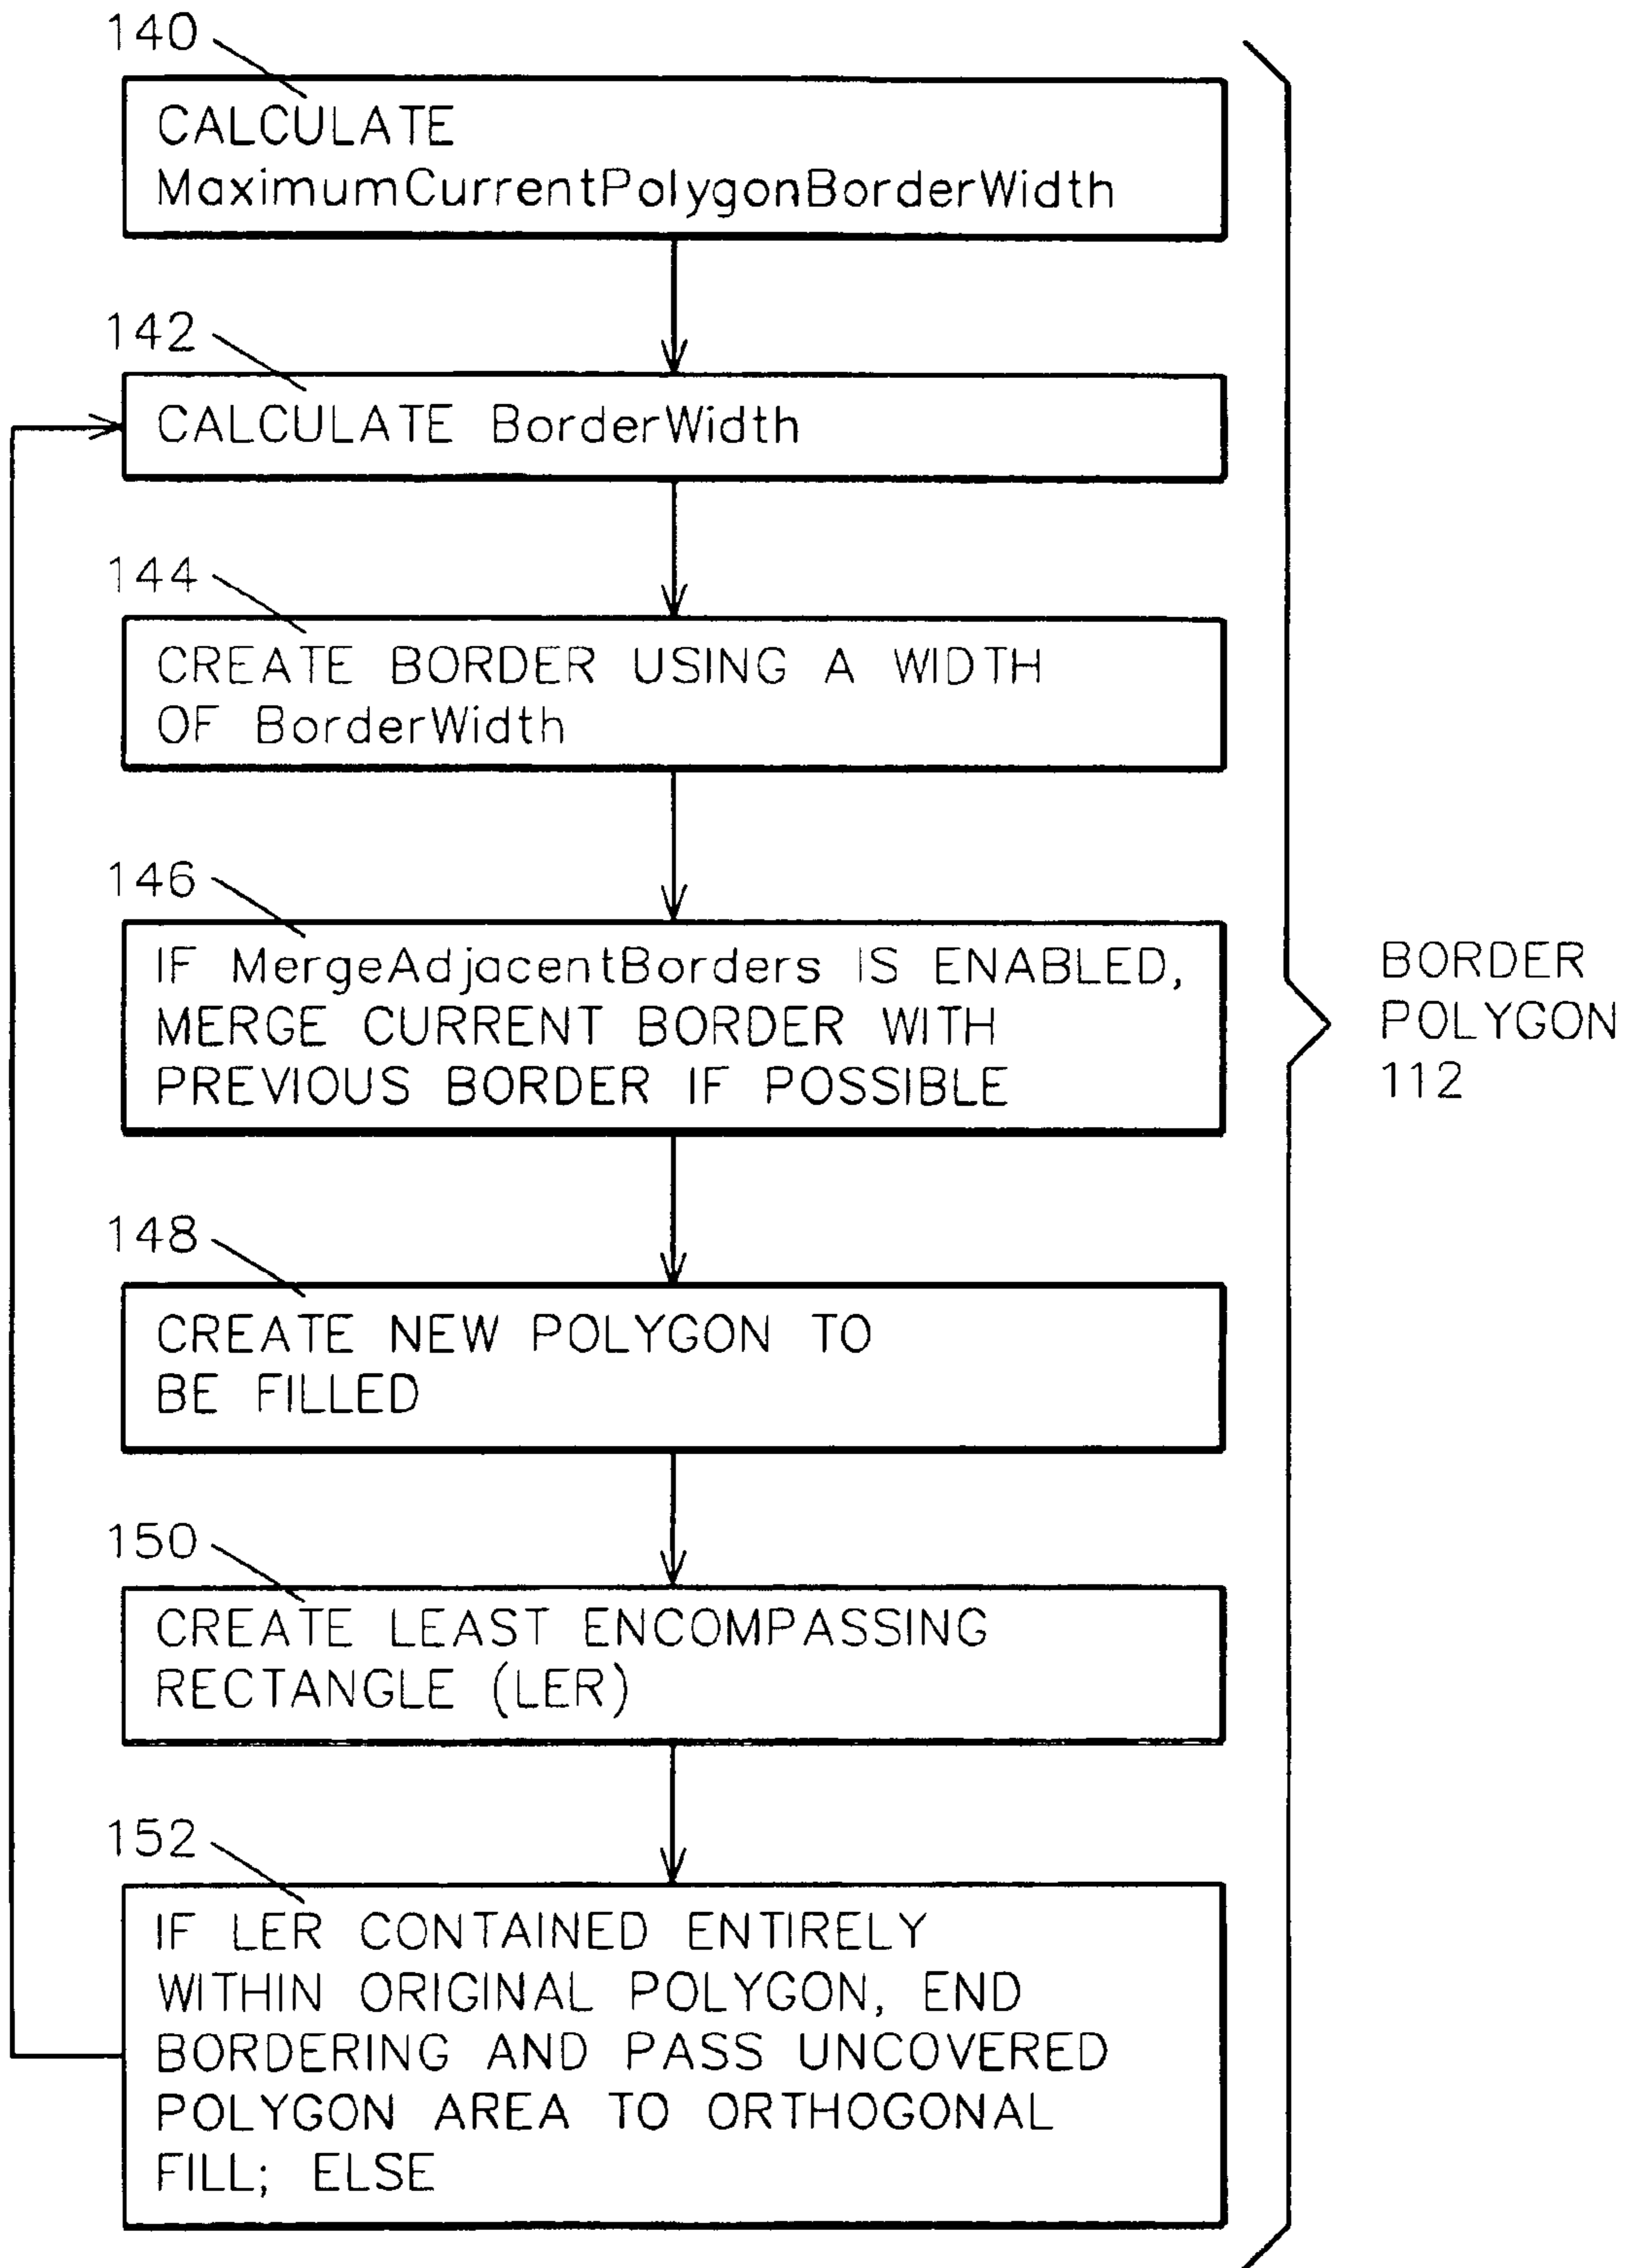 140
CALCULATE
MaximumCurrentPolygonBorderWidth
142
CALCULATE BorderWidth
144
CREATE BORDER USING A WIDTH
OF BorderWidth
146
IF MergeAdjacentBorders IS ENABLED,
MERGE CURRENT BORDER WITH
PREVIOUS BORDER IF POSSIBLE
148
CREATE NEW POLYGON TO
BE FILLED
150
CREATE LEAST ENCOMPASSING
RECTANGLE (LER)
152
IF LER CONTAINED ENTIRELY
WITHIN ORIGINAL POLYGON, END
BORDERING AND PASS UNCOVERED
POLYGON AREA TO ORTHOGONAL
FILL; ELSE
BORDER
POLYGON
112